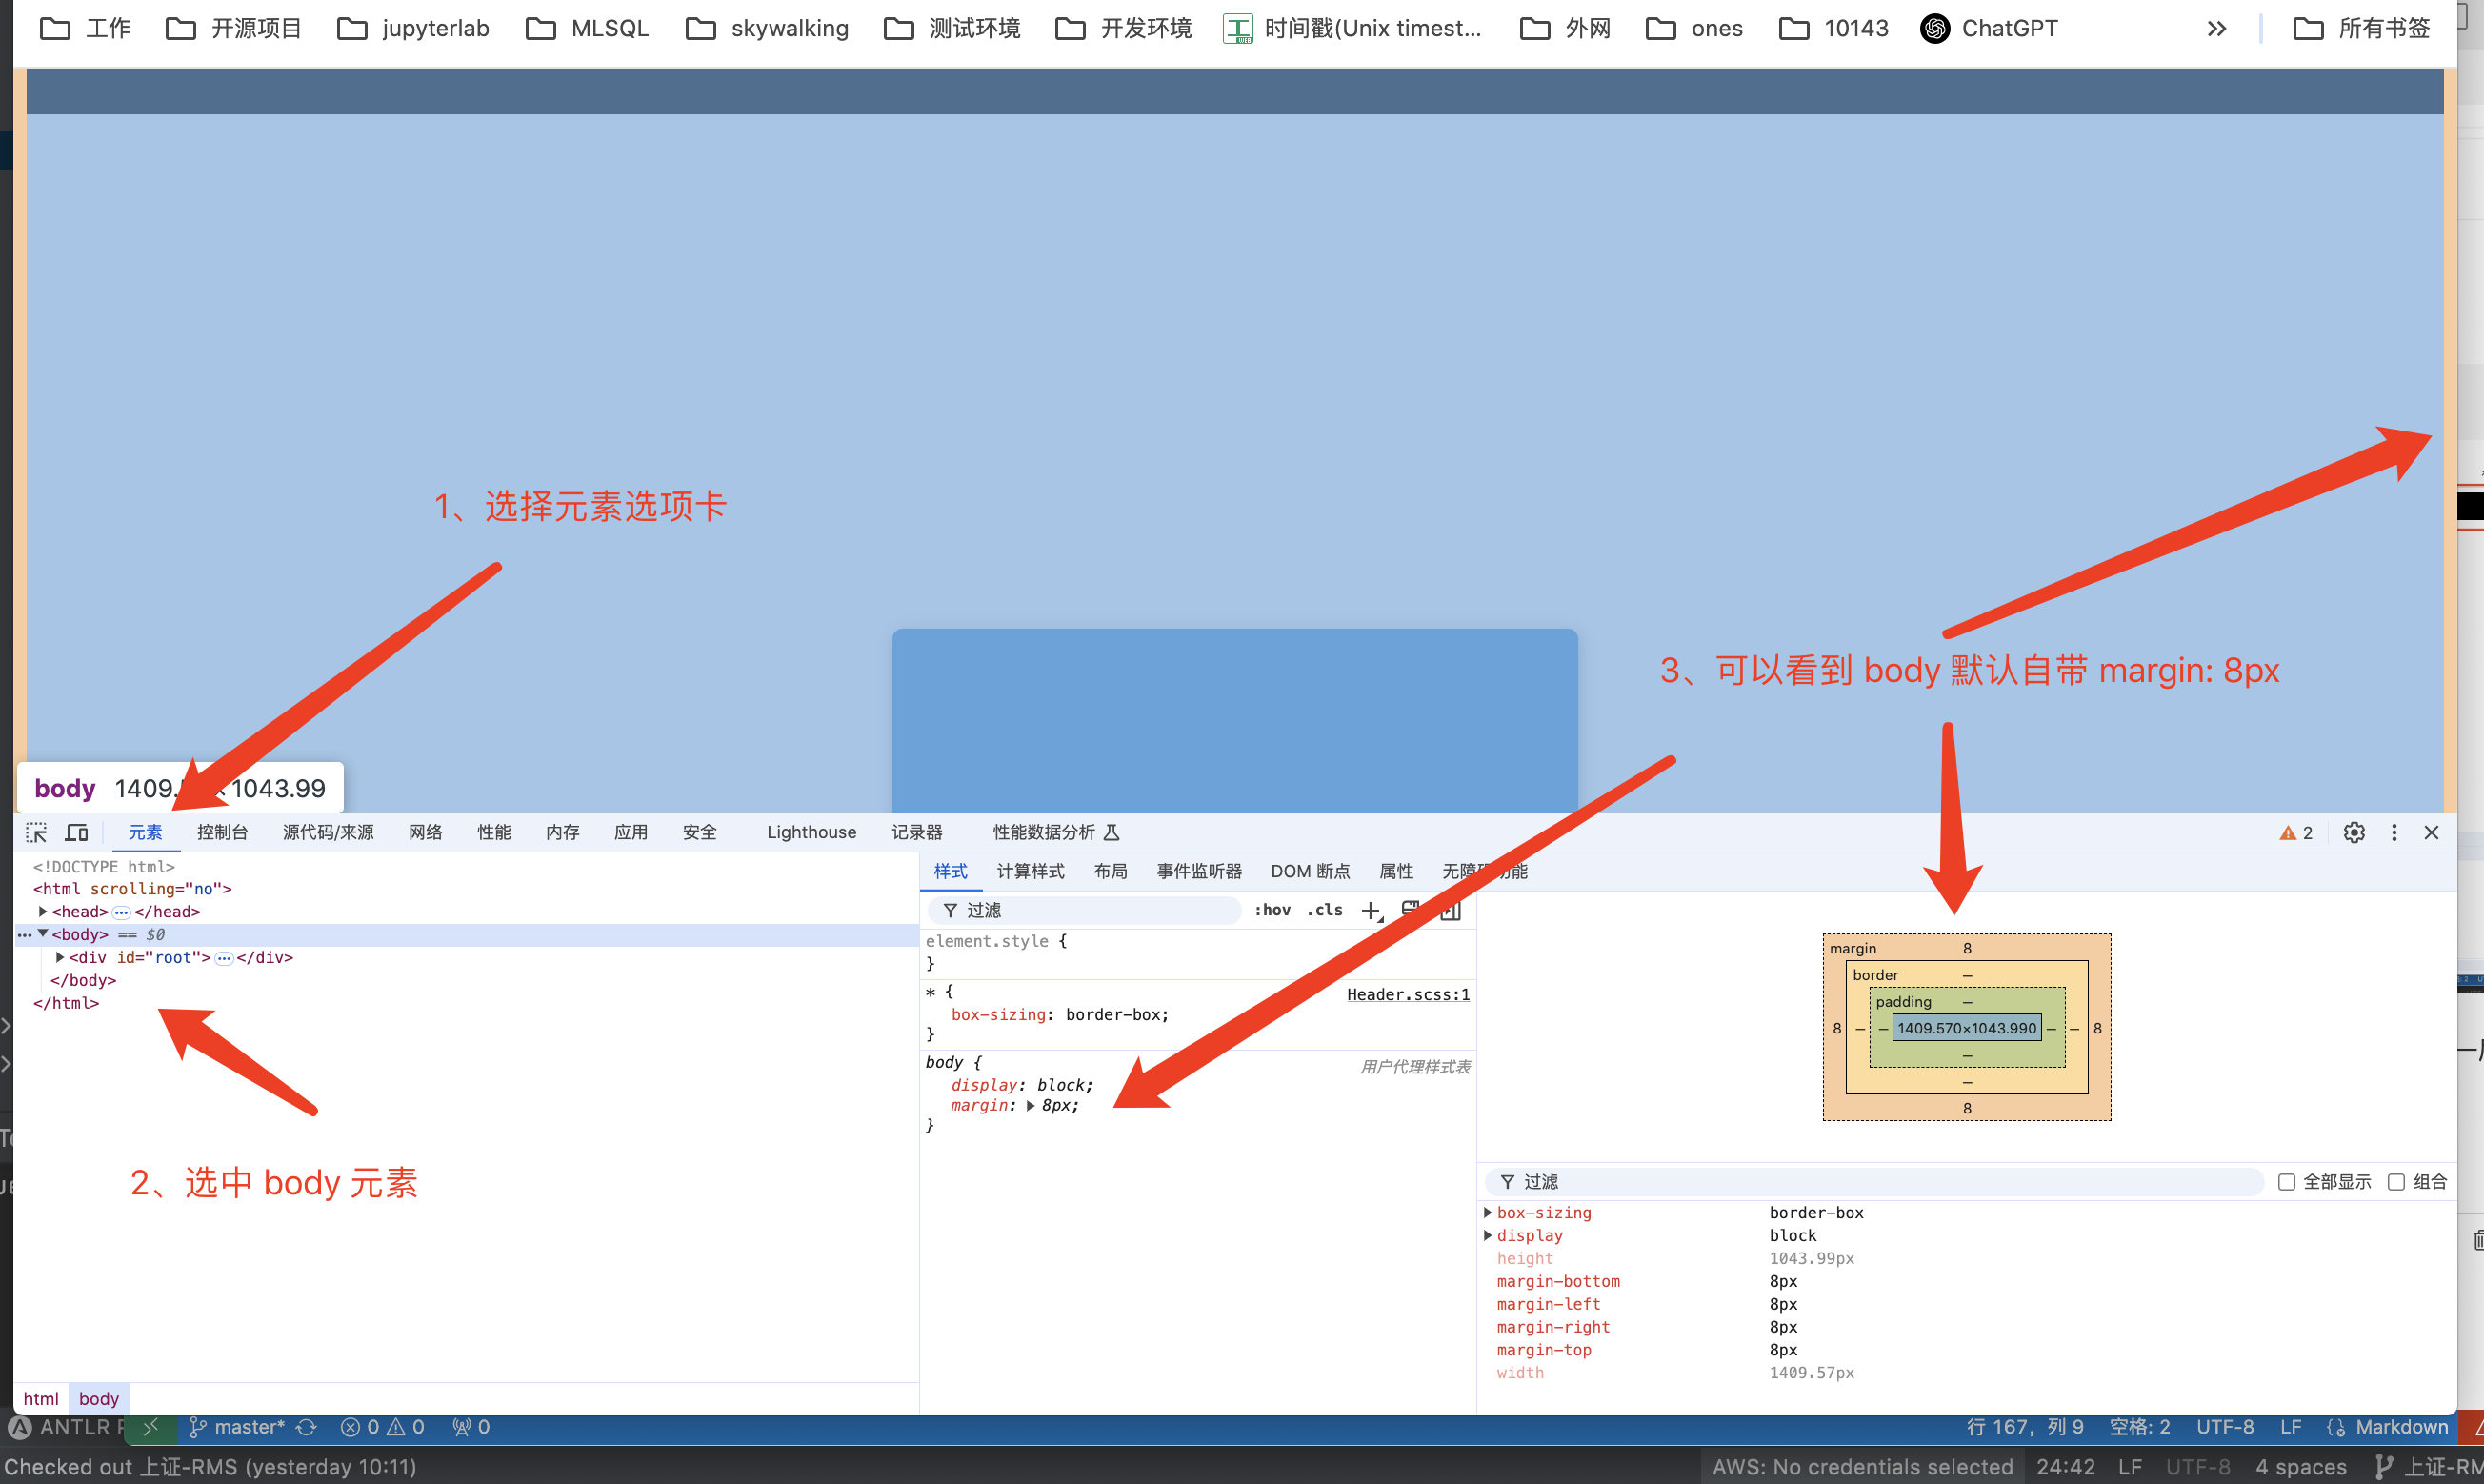 工作 开源项目 jupyterlab MLSQL skywalking 测试环境 开发环境 时间戳(Unix timest... 外网 ones 10143 ChatGPT 所有书签
1、选择元素选项卡
3、可以看到 body 默认自带 margin: 8px
body 1409. × 1043.99
元素 控制台 源代码/来源 网络 性能 内存 应用 安全 Lighthouse 记录器 性能数据分析 2
<!DOCTYPE html>
<html scrolling="no">
<head> … </head>
… <body> == $0
<div id="root"> … </div>
</body>
</html>
2、选中 body 元素
html body
样式 计算样式 布局 事件监听器 DOM 断点 属性 无障碍功能
过滤 :hov .cls
element.style {
}
* { Header.scss:1
box-sizing: border-box;
}
body { 用户代理样式表
display: block;
margin: 8px;
}
margin 8
border –
padding –
8 – – 1409.570×1043.990 – – 8
–
–
8
过滤 全部显示 组合
box-sizing border-box
display block
height 1043.99px
margin-bottom 8px
margin-left 8px
margin-right 8px
margin-top 8px
width 1409.57px
ANTLR master* 0 0 0 行 167，列 9 空格: 2 UTF-8 LF Markdown
Checked out 上证-RMS (yesterday 10:11) AWS: No credentials selected 24:42 LF UTF-8 4 spaces 上证-RM